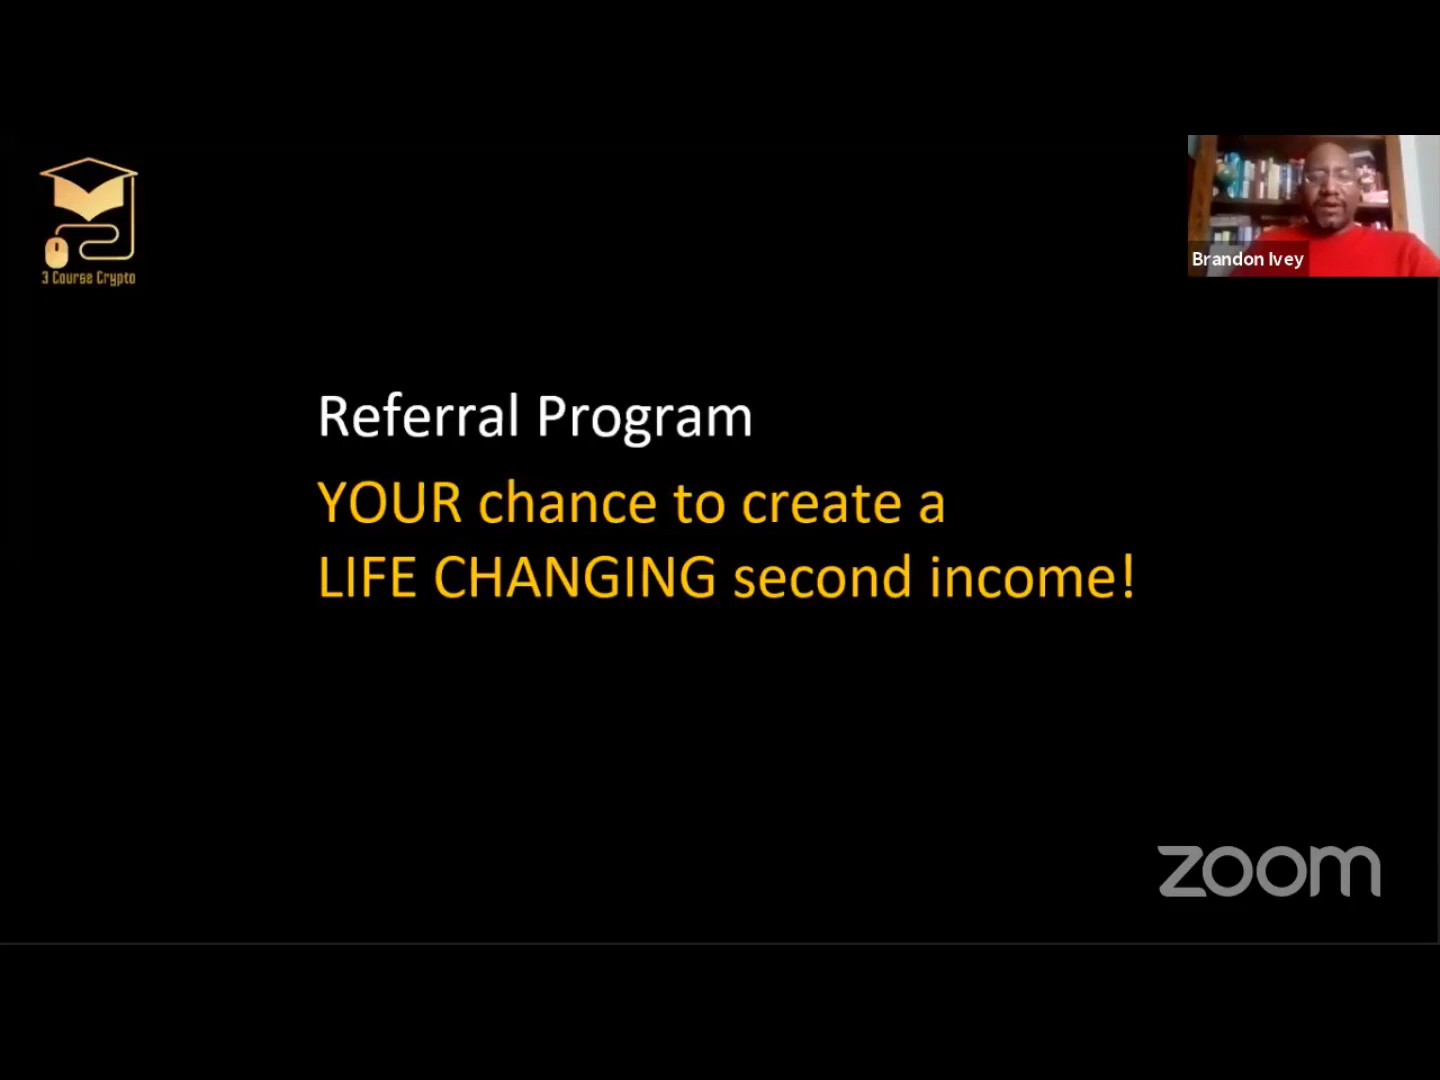 3 Course Crypto
Brandon Ivey
Referral Program
YOUR chance to create a
LIFE CHANGING second income!
zoom